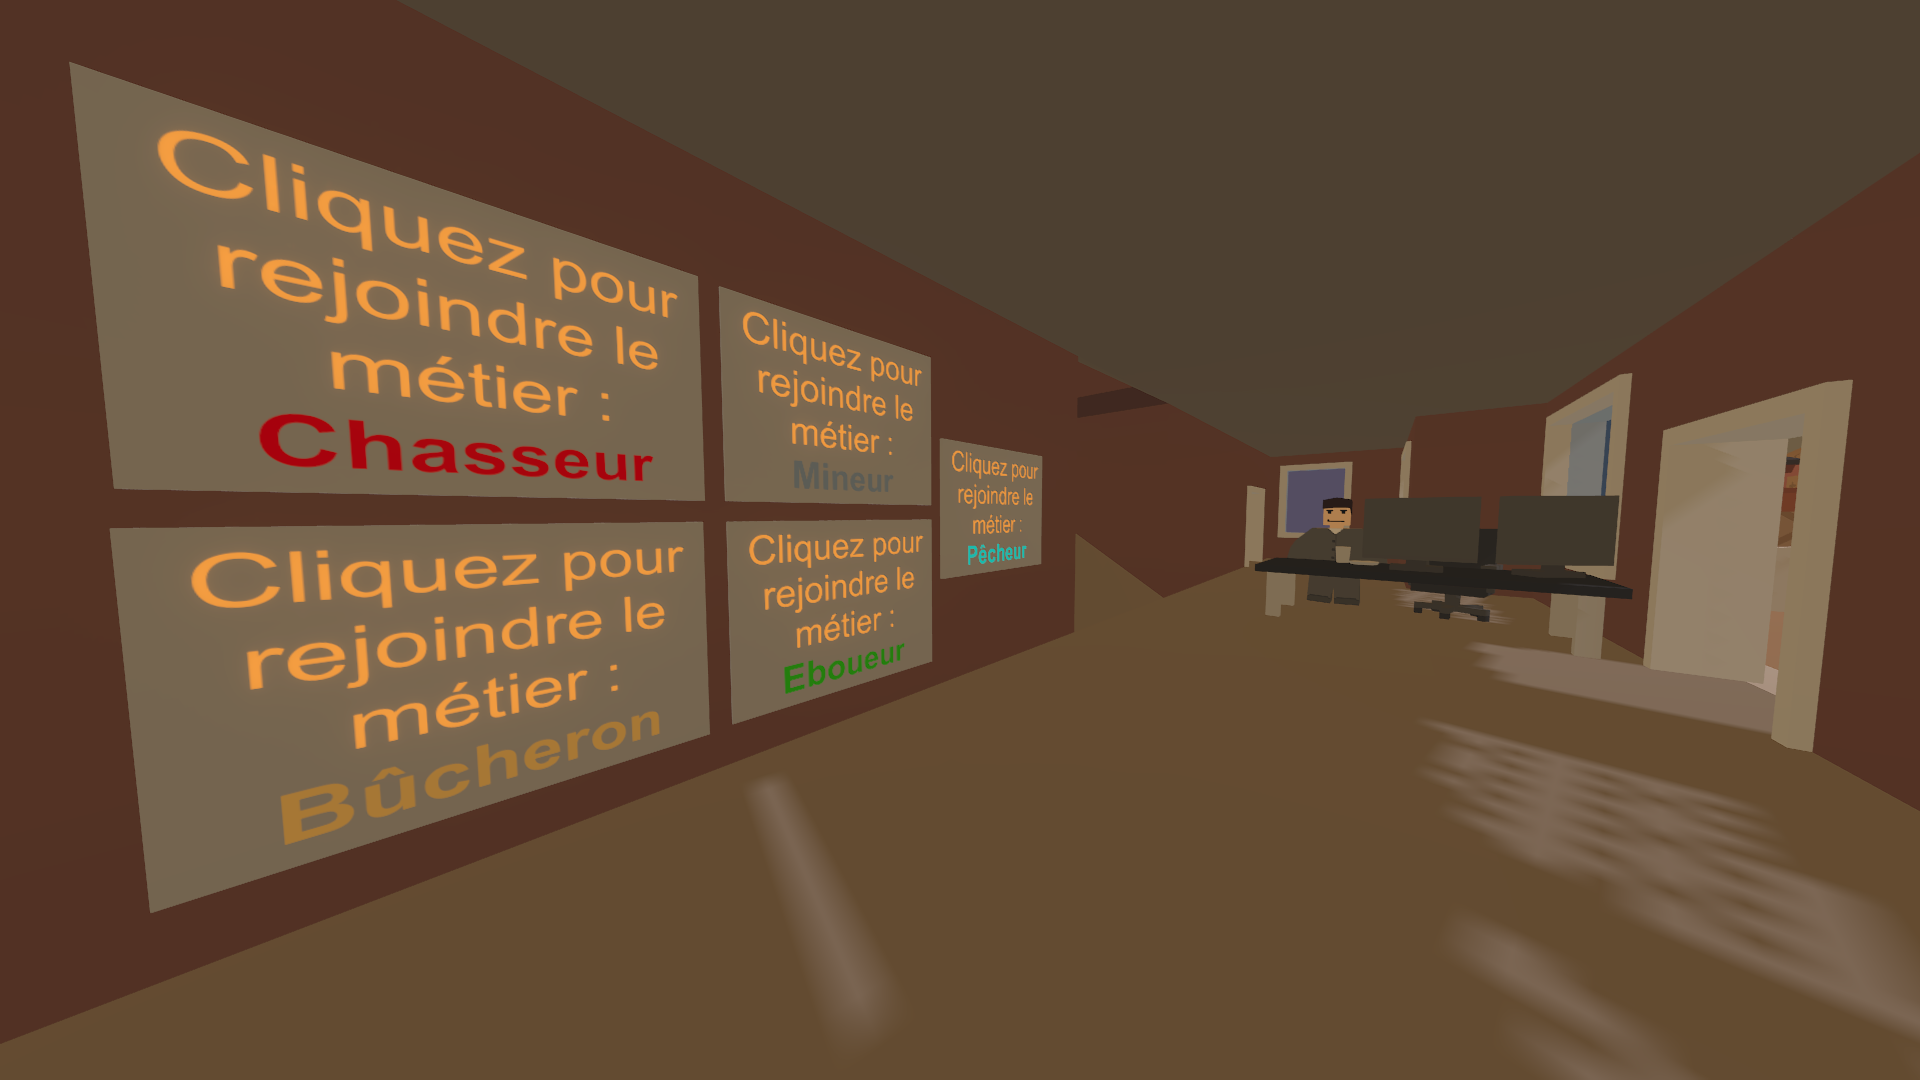 Cliquez pour
rejoindre le
métier :
Chasseur
Cliquez pour
rejoindre le
métier :
Mineur
Cliquez pour
rejoindre le
métier :
Pêcheur
Cliquez pour
rejoindre le
métier :
Bûcheron
Cliquez pour
rejoindre le
métier :
Eboueur